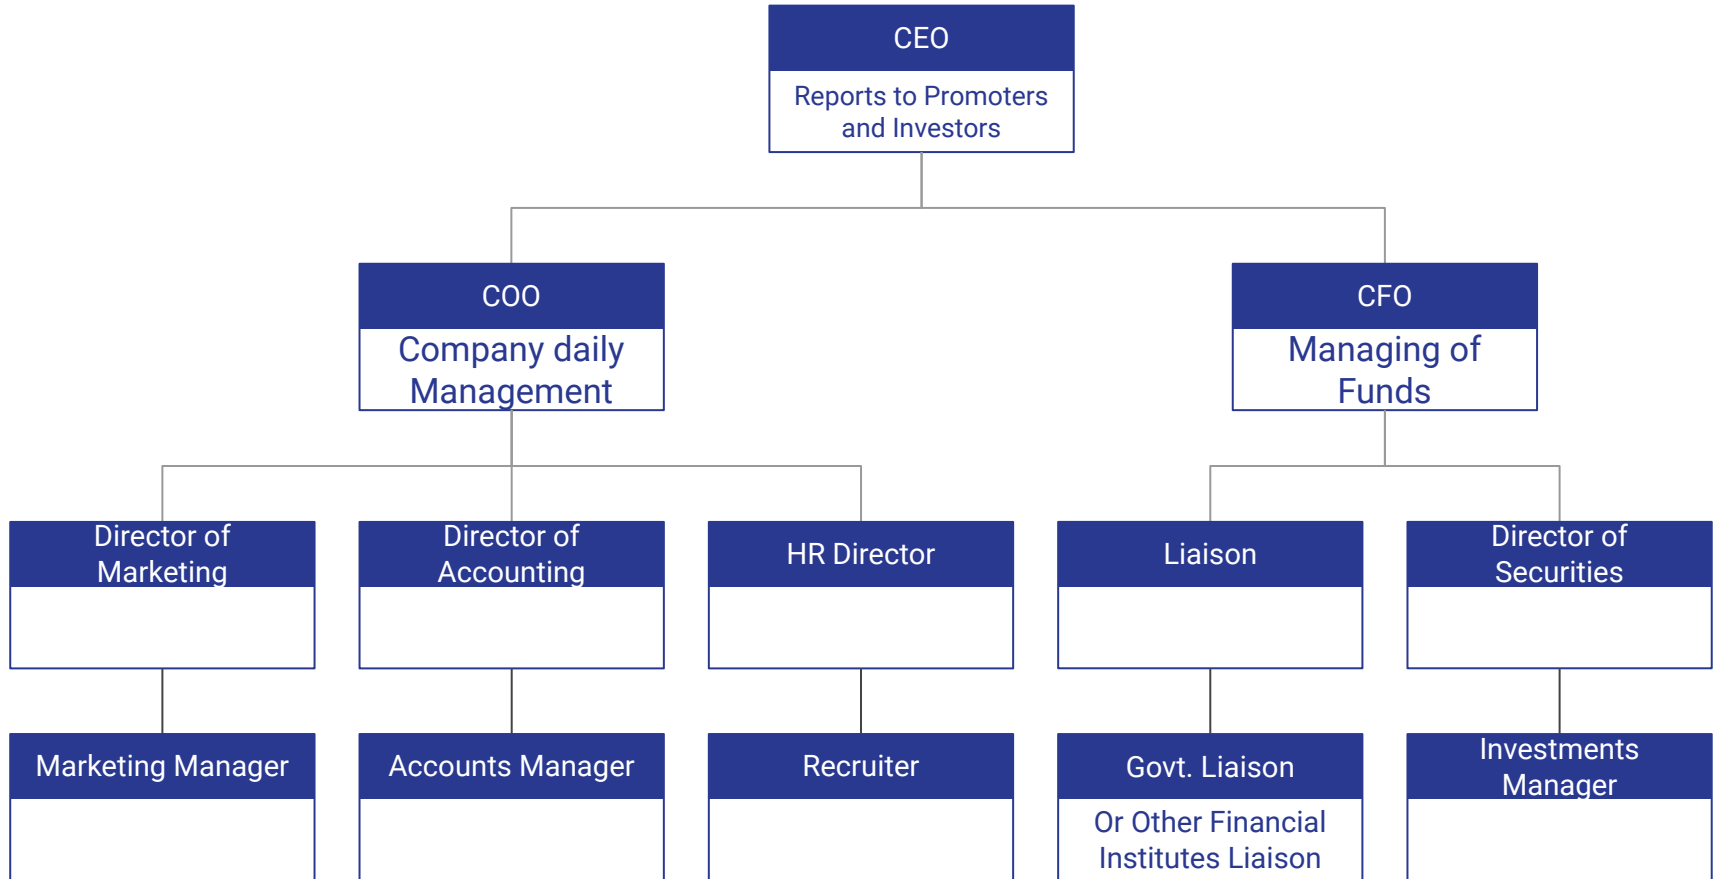 CEO
Reports to Promoters
and Investors
COO
Company daily
Management
CFO
Managing of
Funds
Director of
Marketing
Director of
Accounting
HR Director
Liaison
Director of
Securities
Marketing Manager
Accounts Manager
Recruiter
Govt. Liaison
Or Other Financial
Institutes Liaison
Investments
Manager